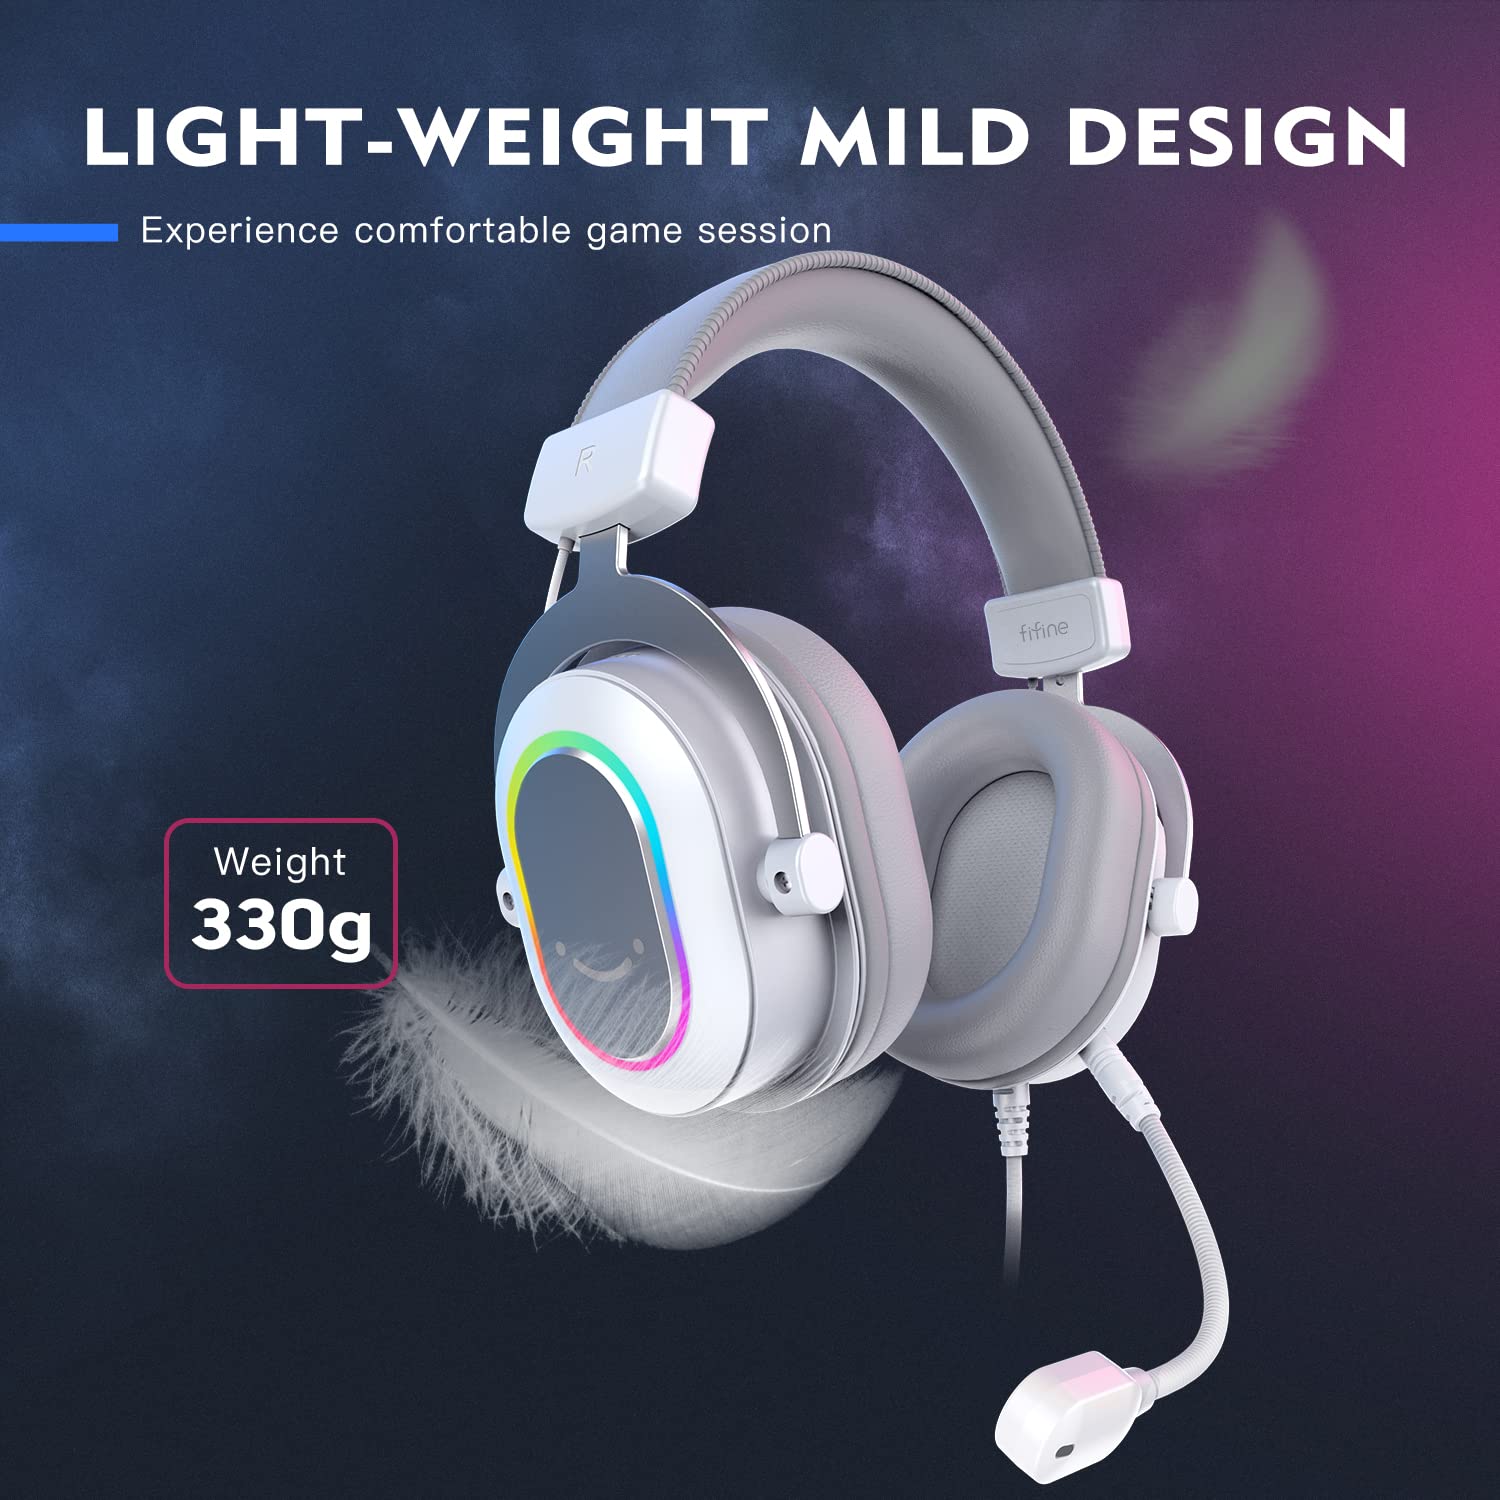 LIGHT-WEIGHT MILD DESIGN
Experience comfortable game session
R
fifine
Weight
330g